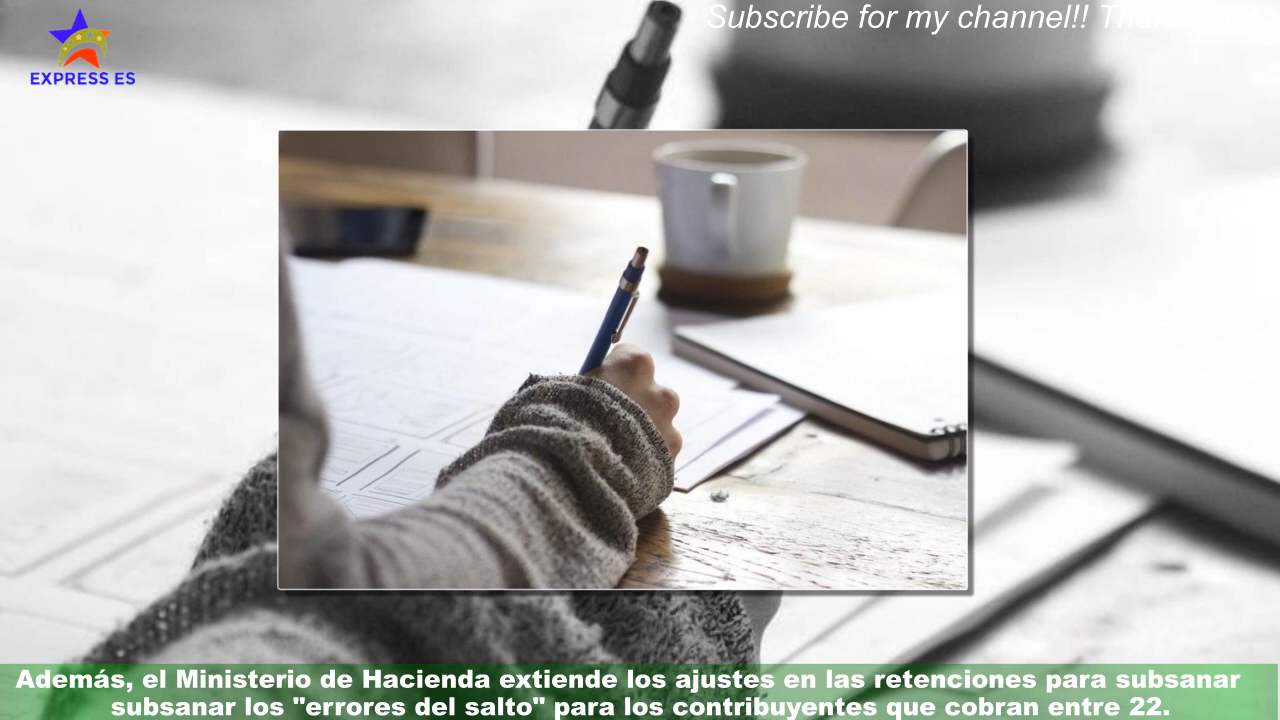 Subscribe for my channel!!
EXPRESS ES
Además, el Ministerio de Hacienda extiende los ajustes en las retenciones para subsanar
subsanar los "errores del salto" para los contribuyentes que cobran entre 22.